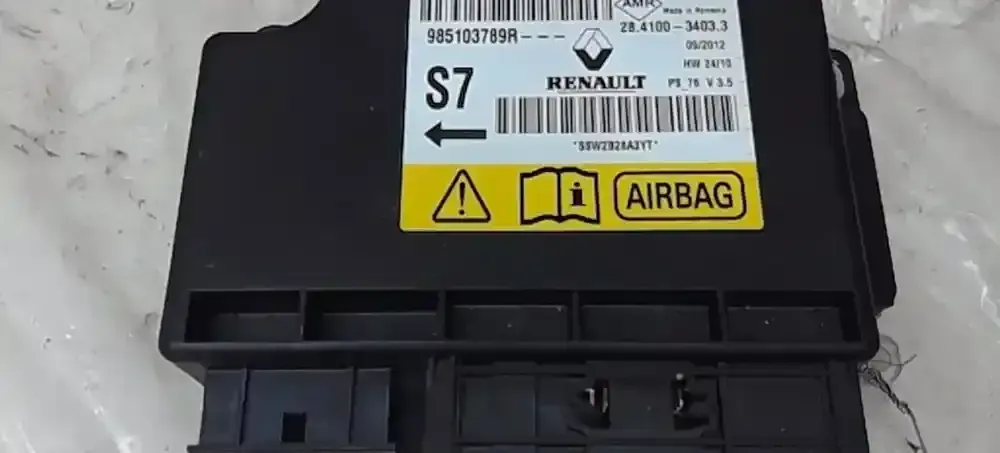 AMR
Made in Romania
985103789R---
28.4100-3403.3
09/2012
HW 24/10
S7
RENAULT
PS_76 V 3.5
*SSW2B28A3YT*
AIRBAG